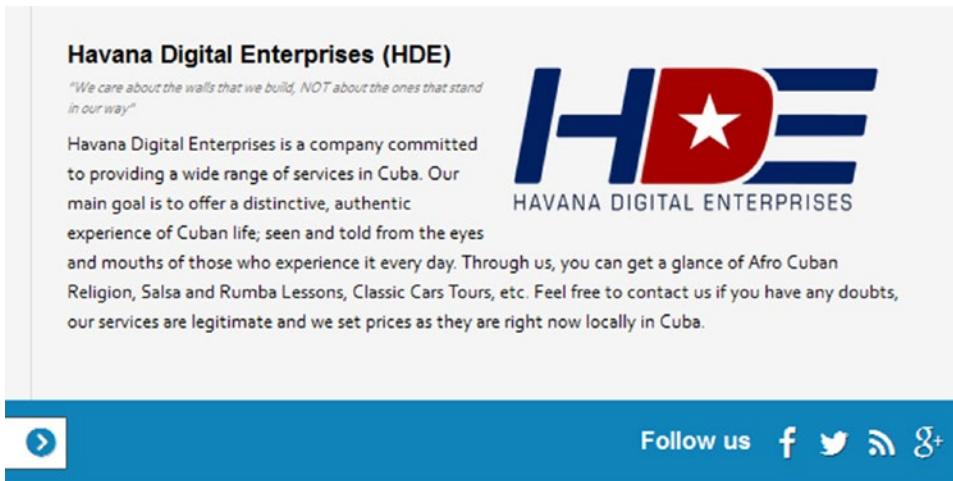 Havana Digital Enterprises (HDE)
"We care about the walls that we build, NOT about the ones that stand
in our way"
Havana Digital Enterprises is a company committed
to providing a wide range of services in Cuba. Our
main goal is to offer a distinctive, authentic
experience of Cuban life; seen and told from the eyes
and mouths of those who experience it every day. Through us, you can get a glance of Afro Cuban
Religion, Salsa and Rumba Lessons, Classic Cars Tours, etc. Feel free to contact us if you have any doubts,
our services are legitimate and we set prices as they are right now locally in Cuba.
HDE
HAVANA DIGITAL ENTERPRISES
Follow us f g+